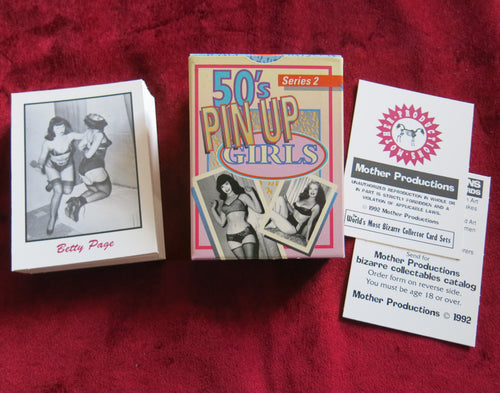 Betty Page
50's
Series 2
PIN UP
GIRLS
MOTHER-PRODUCTIONS
Mother Productions
UNAUTHORIZED REPRODUCTION IN WHOLE OR
IN PART IS STRICTLY FORBIDDEN AND A
VIOLATION OF APPLICABLE LAWS.
© 1992 Mother Productions
World's Most Bizarre Collector Card Sets
Send for
Mother Productions
bizarre collectables catalog
Order form on reverse side.
You must be age 18 or over.
Mother Productions © 1992